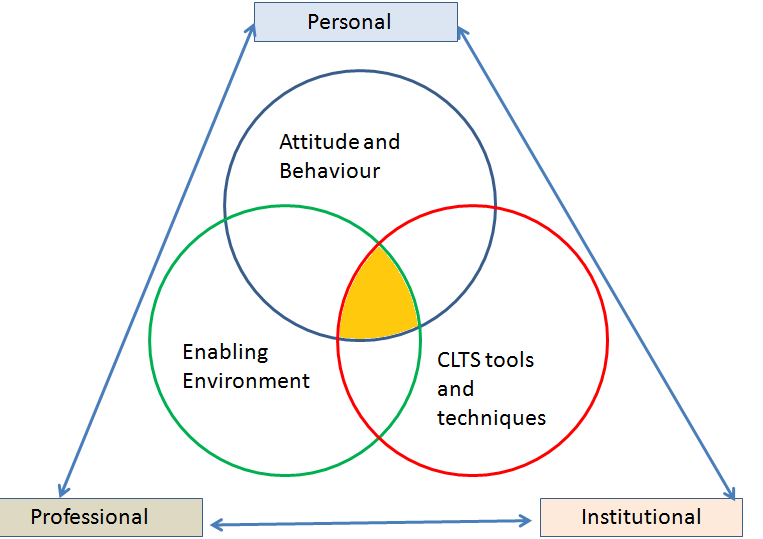 Personal
Attitude and
Behaviour
Enabling
Environment
CLTS tools
and
techniques
Professional
Institutional